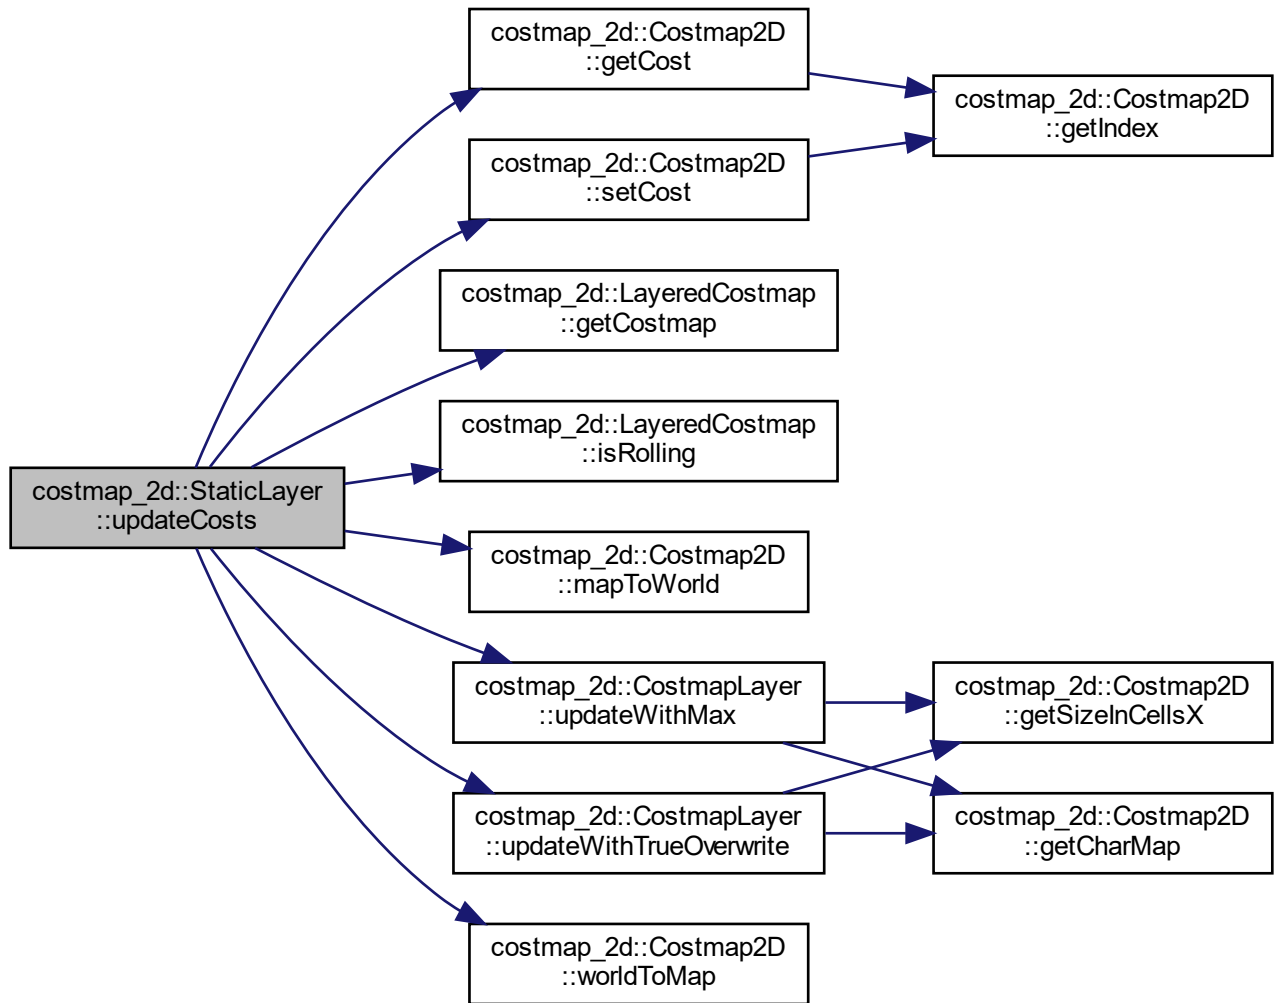 costmap_2d::Costmap2D
::getCost
costmap_2d::Costmap2D
::getIndex
costmap_2d::Costmap2D
::setCost
costmap_2d::LayeredCostmap
::getCostmap
costmap_2d::LayeredCostmap
::isRolling
costmap_2d::StaticLayer
::updateCosts
costmap_2d::Costmap2D
::mapToWorld
costmap_2d::CostmapLayer
::updateWithMax
costmap_2d::Costmap2D
::getSizeInCellsX
costmap_2d::CostmapLayer
::updateWithTrueOverwrite
costmap_2d::Costmap2D
::getCharMap
costmap_2d::Costmap2D
::worldToMap